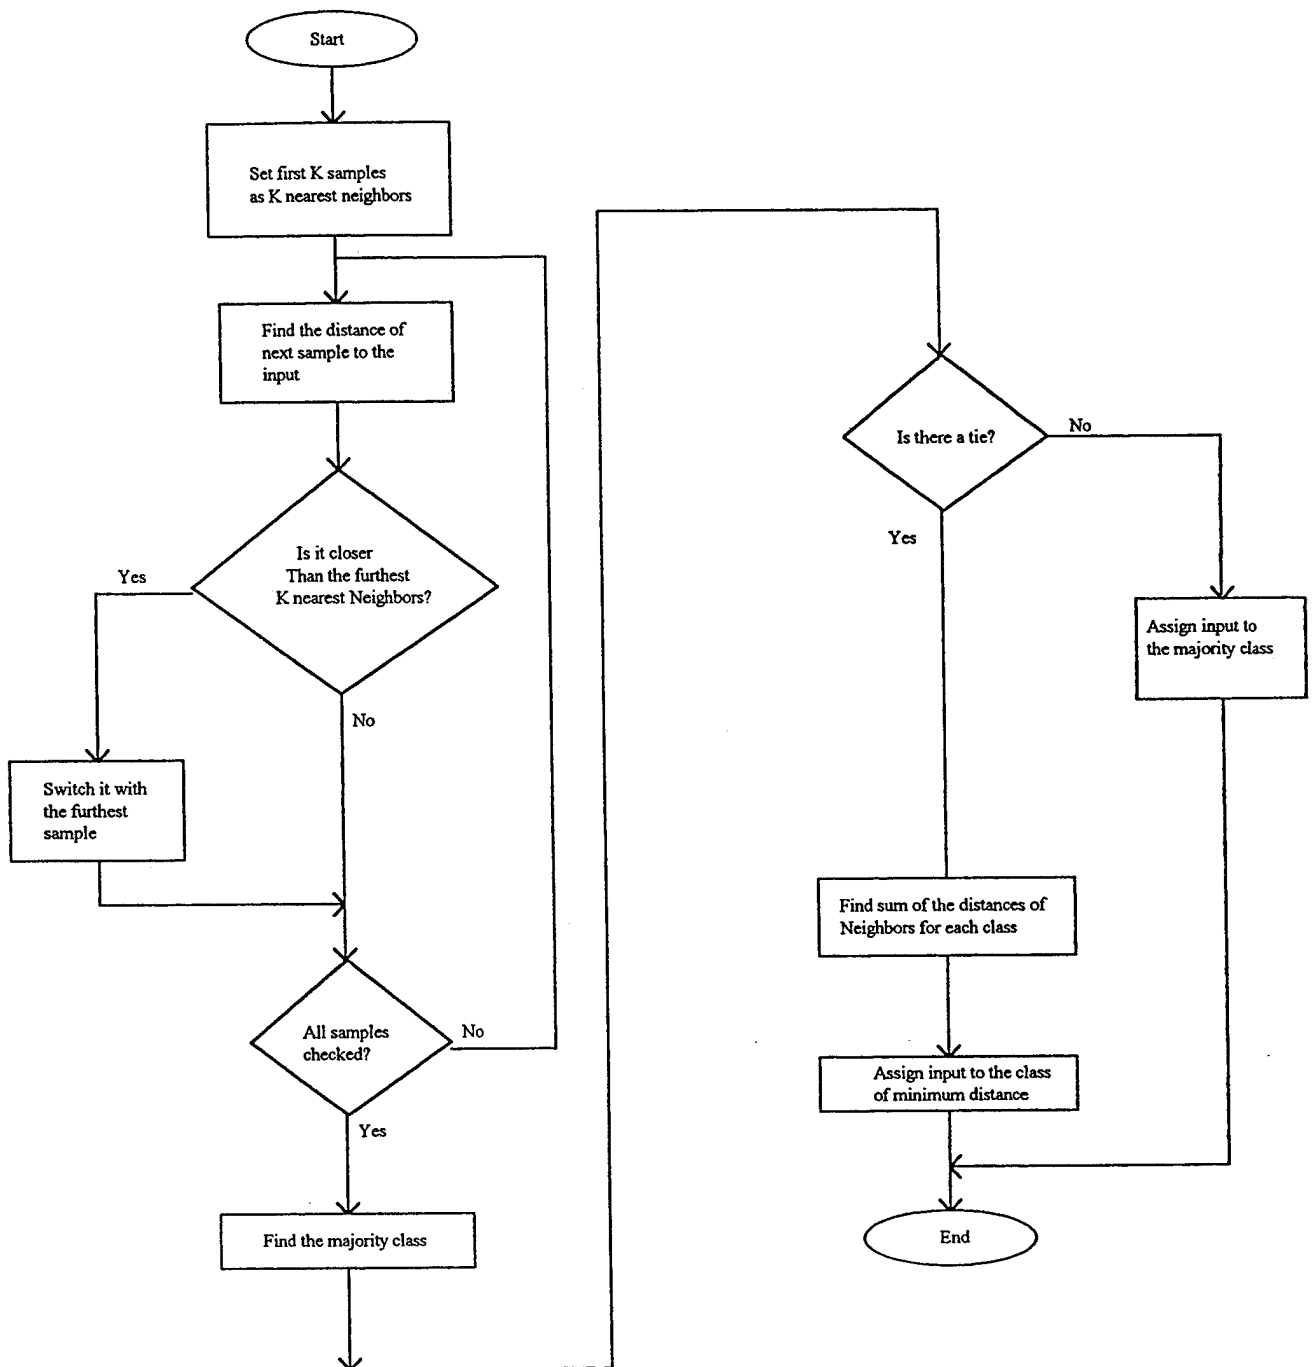 Start
Set first K samples
as K nearest neighbors
Find the distance of
next sample to the
input
Is it closer
Than the furthest
K nearest Neighbors?
Yes
No
Switch it with
the furthest
sample
All samples
checked?
No
Yes
Find the majority class
Is there a tie?
No
Yes
Assign input to
the majority class
Find sum of the distances of
Neighbors for each class
Assign input to the class
of minimum distance
End